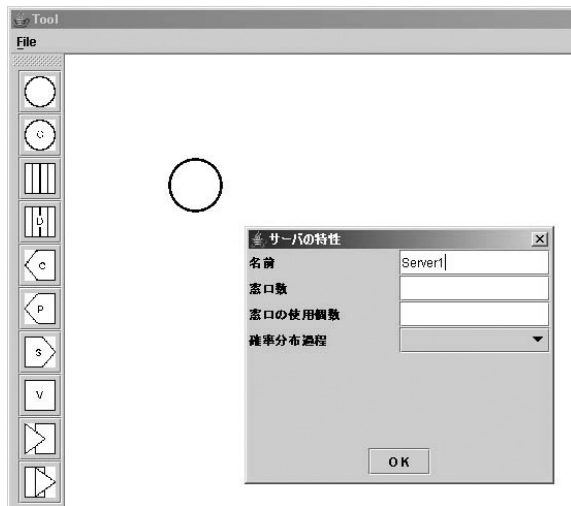 Tool
File
G
D
C
P
S
V
サーバの特性
名前 Server1
窓口数
窓口の使用個数
確率分布過程
OK